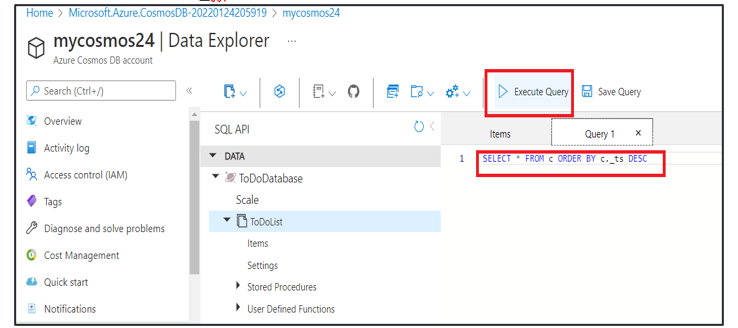 Home > Microsoft.Azure.CosmosDB-20220124205919 > mycosmos24
mycosmos24 | Data Explorer ...
Azure Cosmos DB account
Search (Ctrl+/)
«
Overview
Activity log
Access control (IAM)
Tags
Diagnose and solve problems
Cost Management
Quick start
Notifications
Execute Query
Save Query
SQL API
DATA
ToDoDatabase
Scale
ToDoList
Items
Settings
Stored Procedures
User Defined Functions
Items
Query 1 ×
1 SELECT * FROM c ORDER BY c._ts DESC